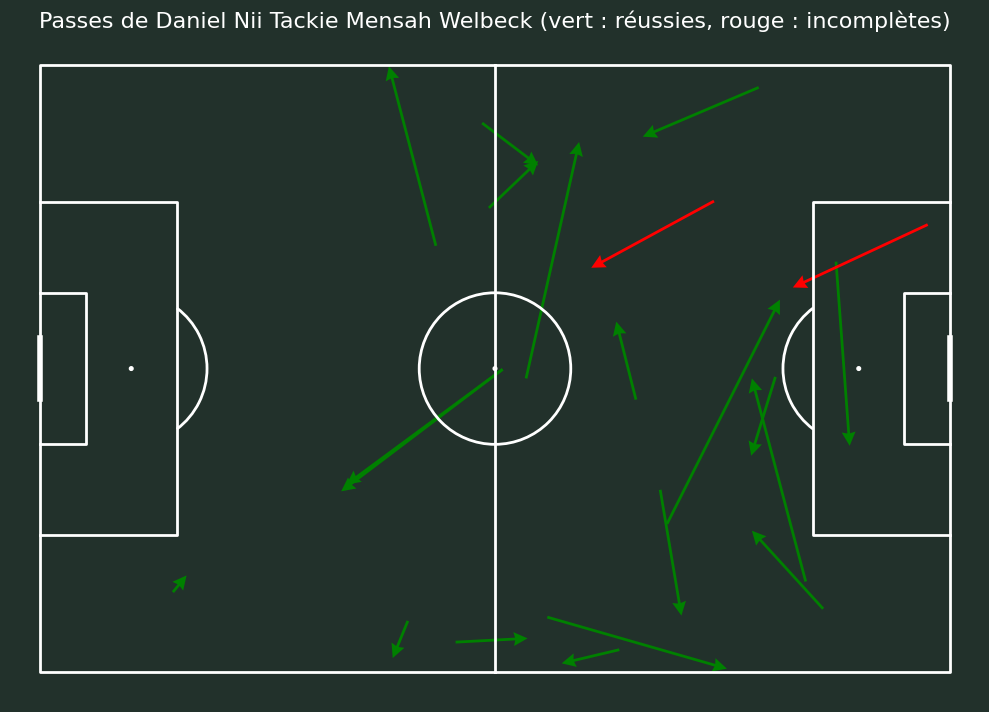 Passes de Daniel Nii Tackie Mensah Welbeck (vert : réussies, rouge : incomplètes)